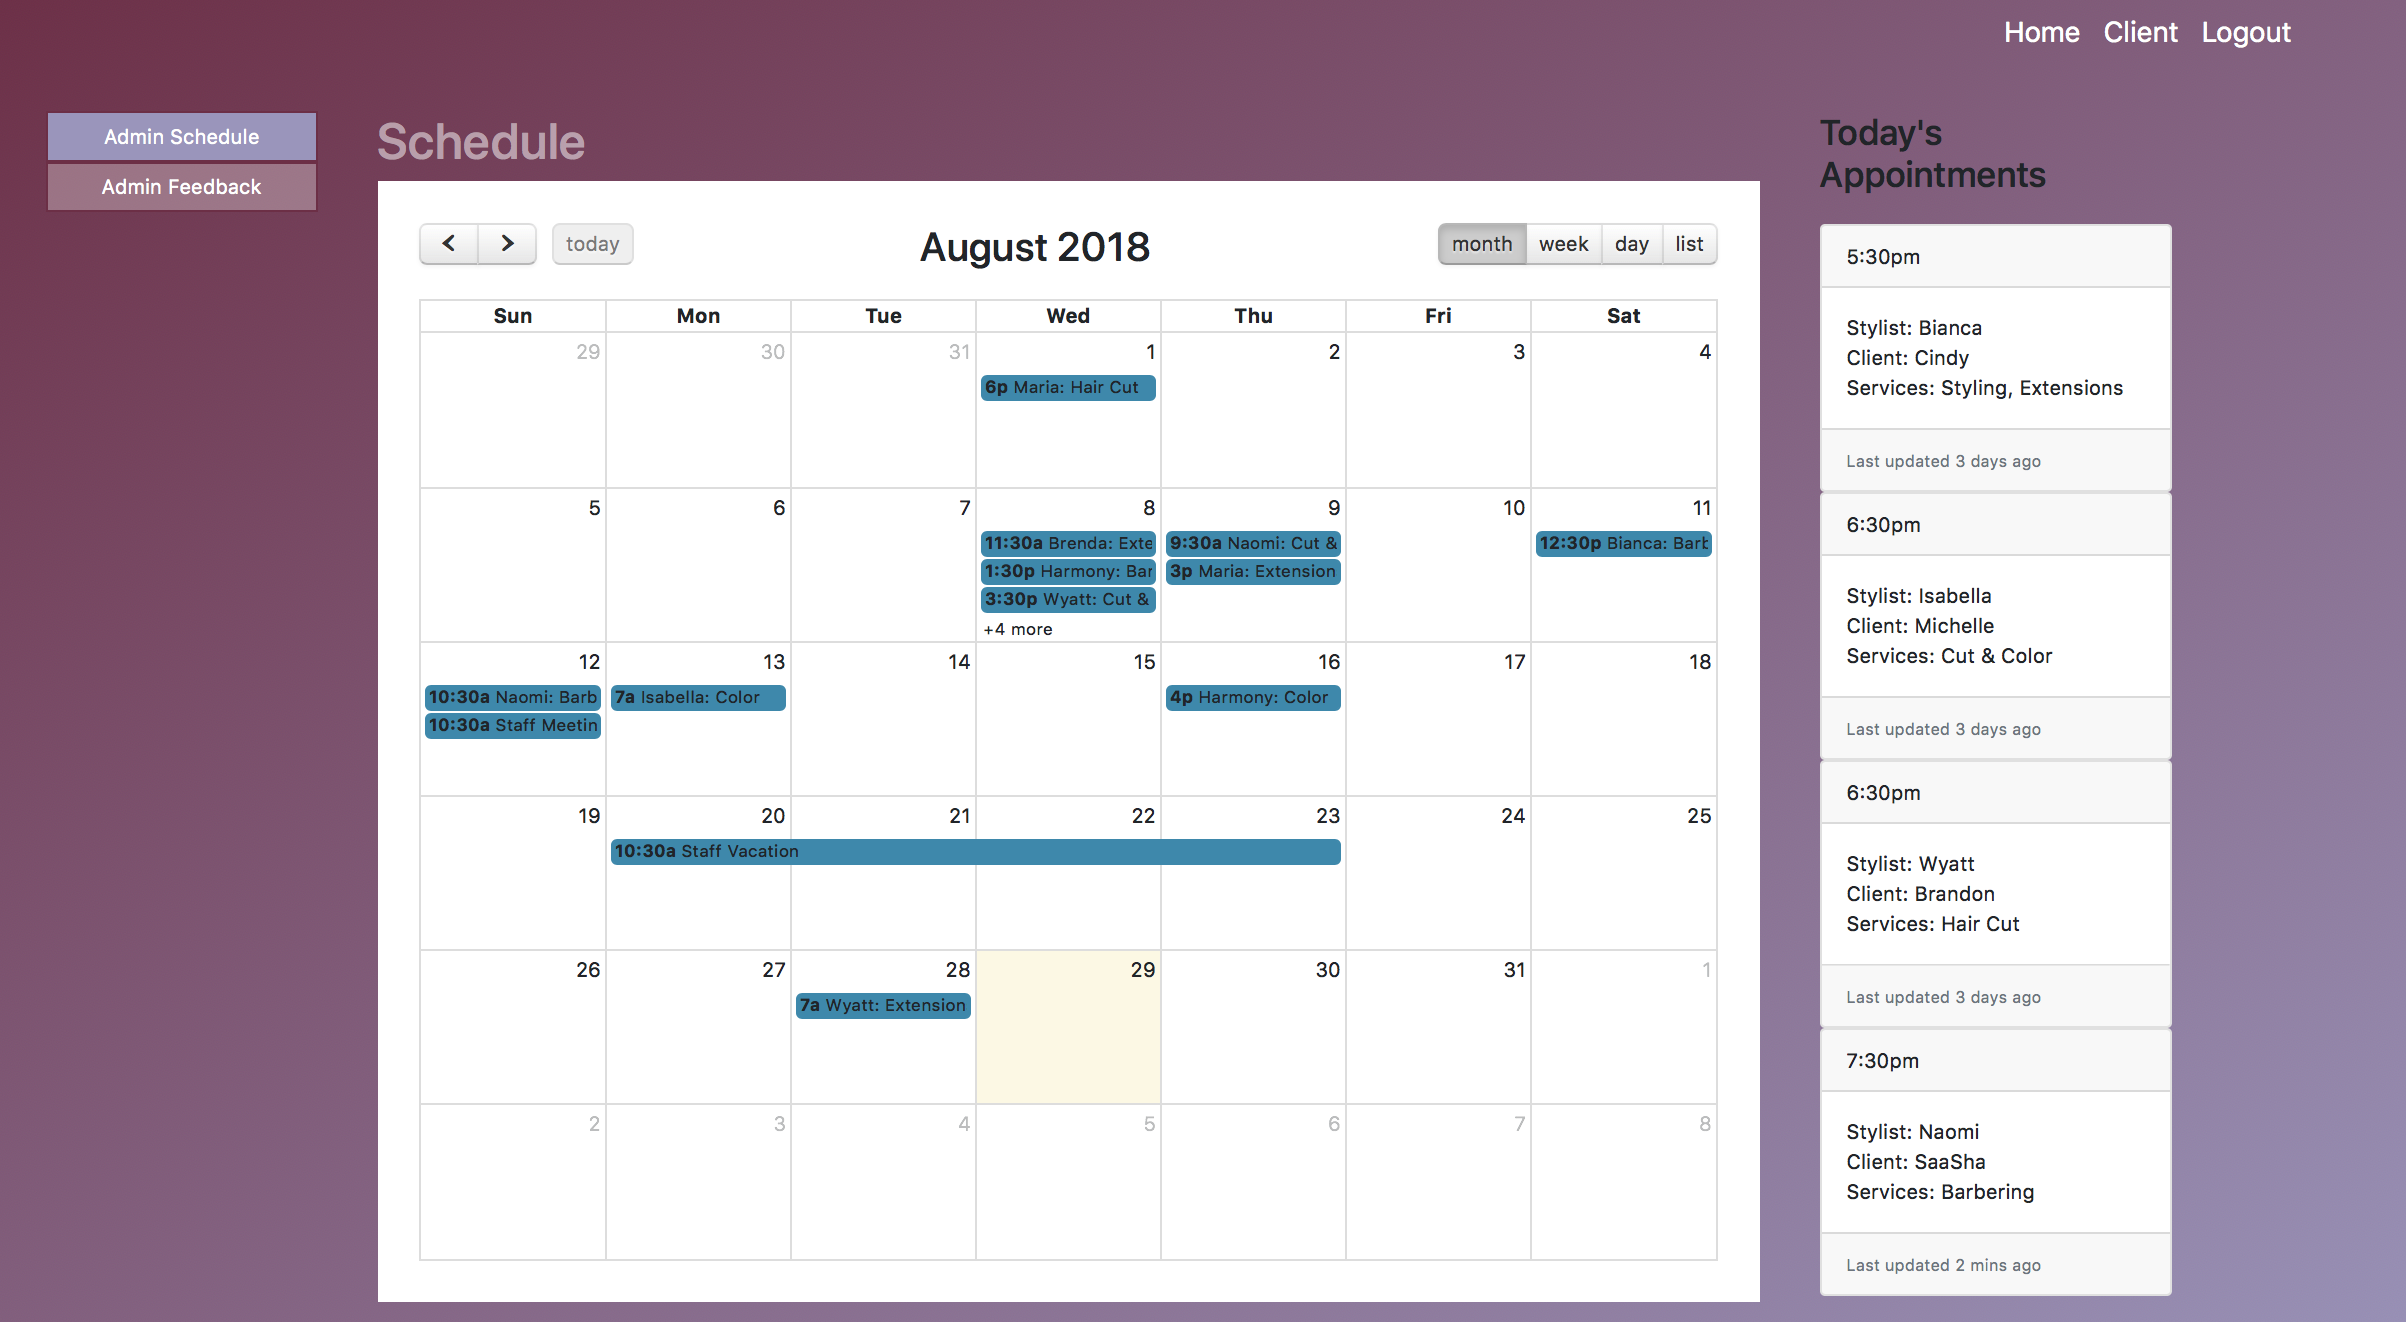 Home Client Logout
Admin Schedule
Admin Feedback
Schedule
today
August 2018
month week day list
Sun Mon Tue Wed Thu Fri Sat
29 30 31 1 2 3 4
6p Maria: Hair Cut
5 6 7 8 9 10 11
11:30a Brenda: Exte
9:30a Naomi: Cut &
12:30p Bianca: Barb
1:30p Harmony: Bar
3p Maria: Extension
3:30p Wyatt: Cut &
+4 more
12 13 14 15 16 17 18
10:30a Naomi: Barb
7a Isabella: Color
4p Harmony: Color
10:30a Staff Meetin
19 20 21 22 23 24 25
10:30a Staff Vacation
26 27 28 29 30 31 1
7a Wyatt: Extension
2 3 4 5 6 7 8
Today's
Appointments
5:30pm
Stylist: Bianca
Client: Cindy
Services: Styling, Extensions
Last updated 3 days ago
6:30pm
Stylist: Isabella
Client: Michelle
Services: Cut & Color
Last updated 3 days ago
6:30pm
Stylist: Wyatt
Client: Brandon
Services: Hair Cut
Last updated 3 days ago
7:30pm
Stylist: Naomi
Client: SaaSha
Services: Barbering
Last updated 2 mins ago